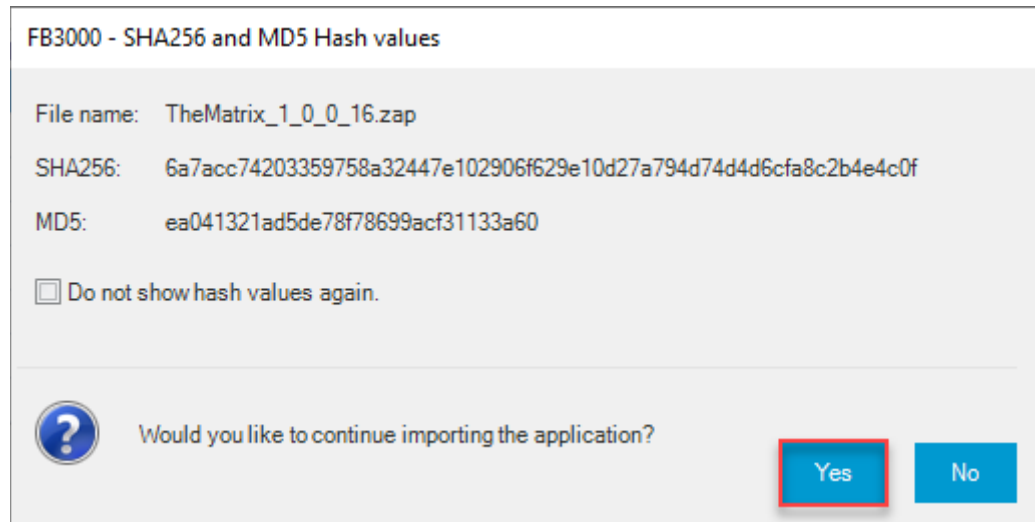 FB3000 - SHA256 and MD5 Hash values
File name: TheMatrix_1_0_0_16.zap
SHA256: 6a7acc74203359758a32447e102906f629e10d27a794d74d4d6cfa8c2b4e4c0f
MD5: ea041321ad5de78f78699acf31133a60
Do not show hash values again.
?
Would you like to continue importing the application?
Yes No